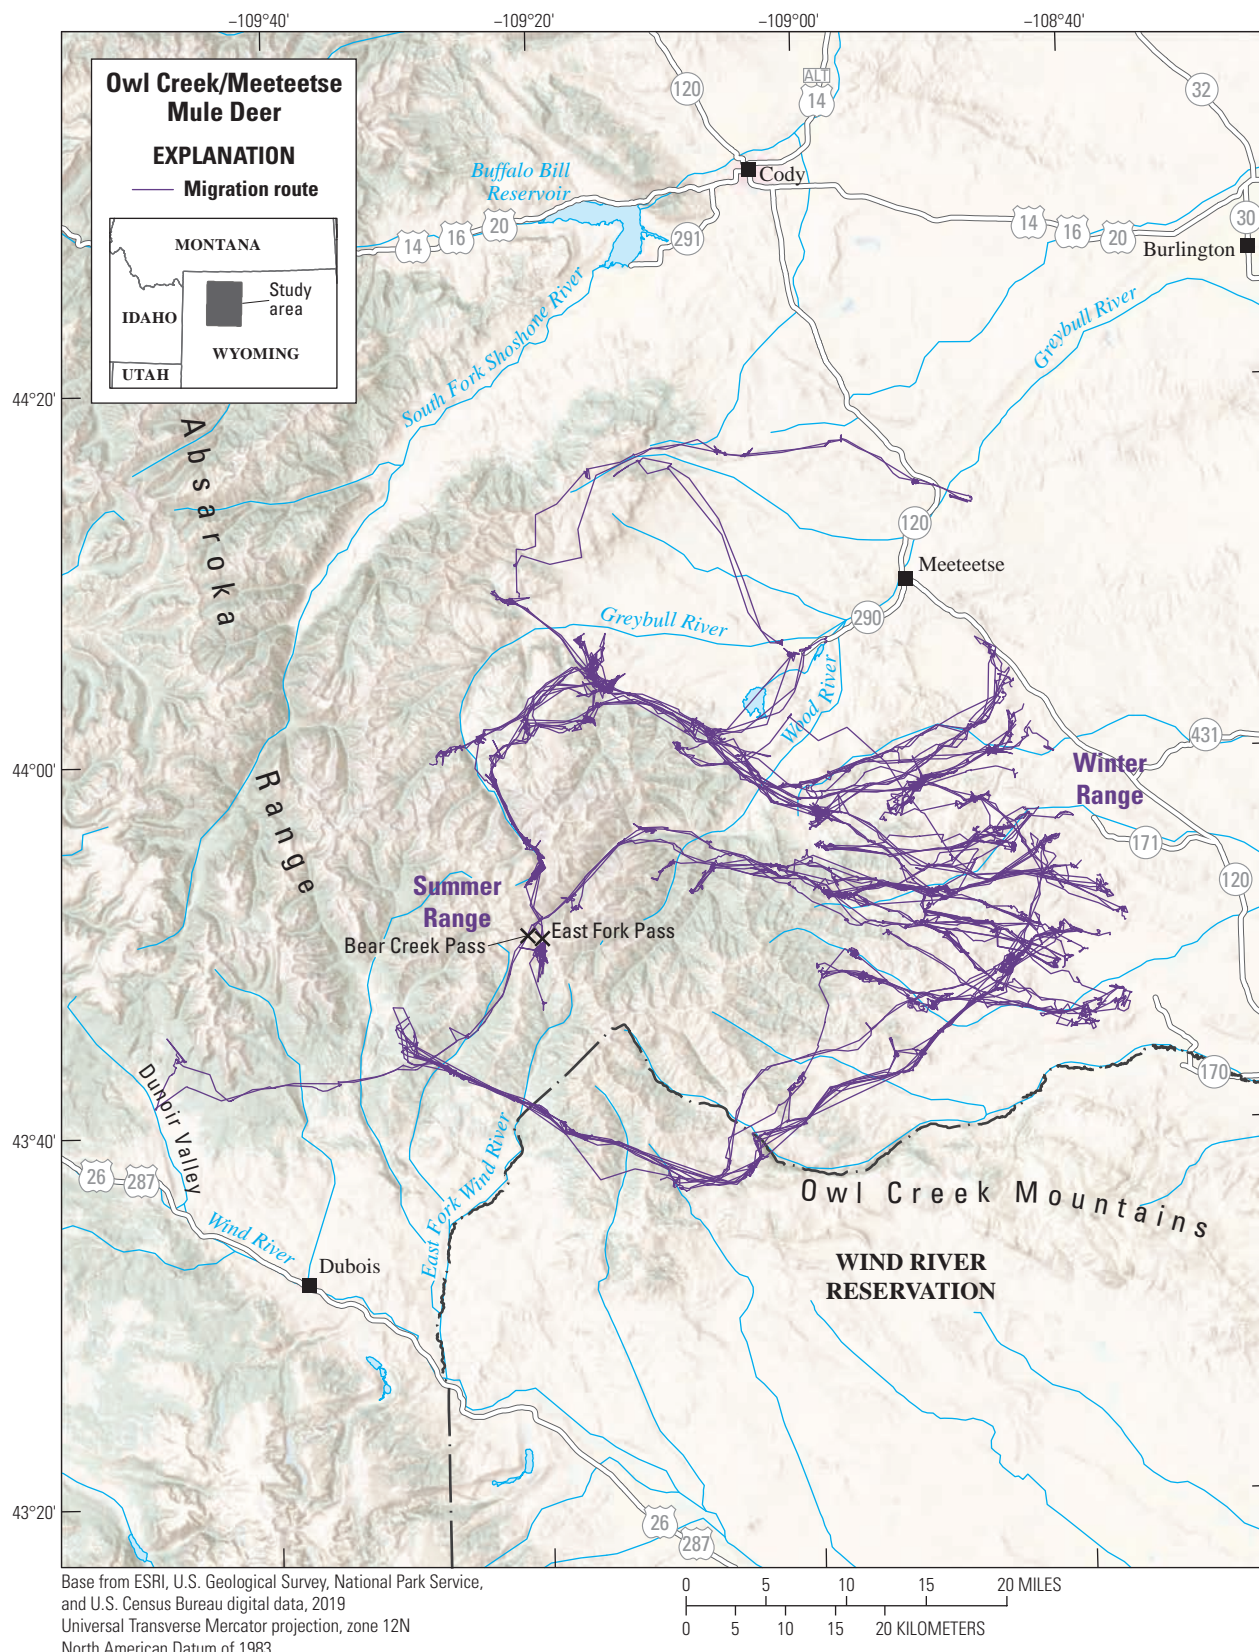 −109°40'
−109°20'
−109°00'
−108°40'
Owl Creek/Meeteetse
Mule Deer
EXPLANATION
Migration route
MONTANA
Study
area
IDAHO
WYOMING
UTAH
120
ALT
14
32
Buffalo Bill
Reservoir
Cody
14
16
20
291
14
16
20
30
Burlington
South Fork Shoshone River
Greybull River
44°20'
Absaroka
Range
120
Meeteetse
Greybull River
290
Wood River
431
44°00'
Winter
Range
171
120
Summer
Range
Bear Creek Pass
East Fork Pass
170
Dunoir Valley
43°40'
26
287
East Fork Wind River
Owl Creek Mountains
Wind River
Dubois
WIND RIVER
RESERVATION
43°20'
26
287
Base from ESRI, U.S. Geological Survey, National Park Service,
and U.S. Census Bureau digital data, 2019
Universal Transverse Mercator projection, zone 12N
North American Datum of 1983
0 5 10 15 20 MILES
0 5 10 15 20 KILOMETERS